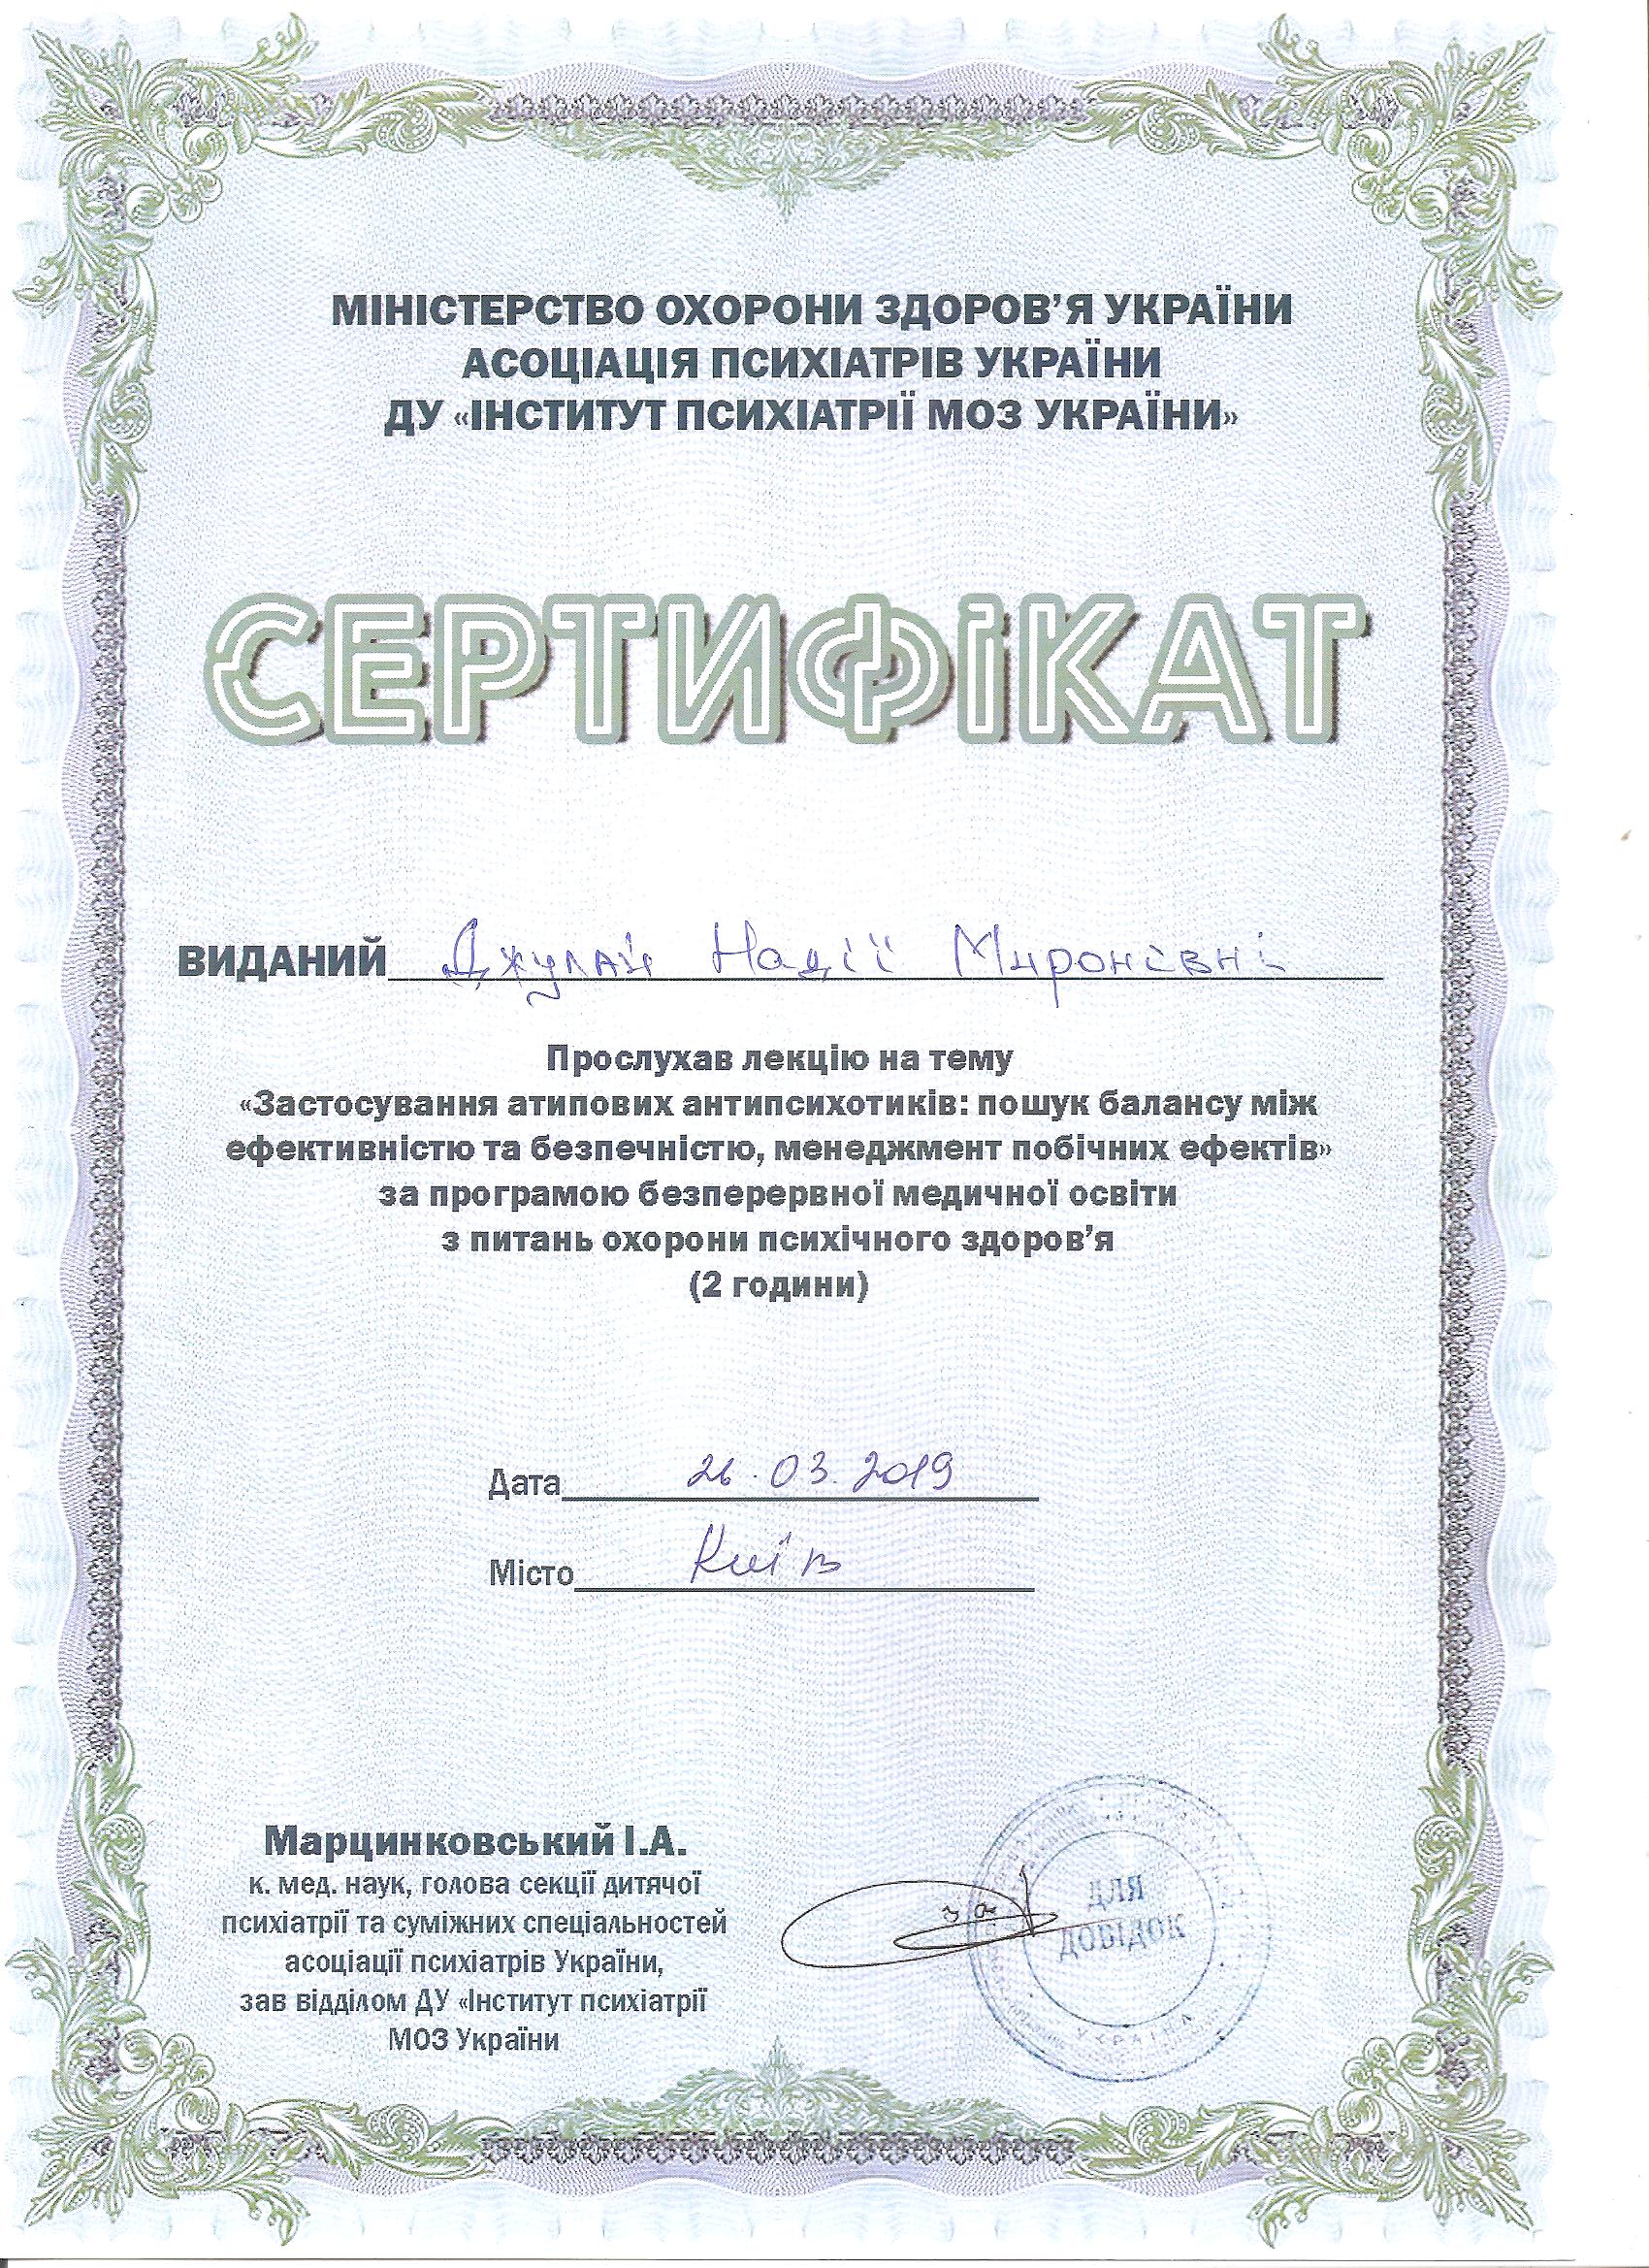 МІНІСТЕРСТВО ОХОРОНИ ЗДОРОВ’Я УКРАЇНИ
АСОЦІАЦІЯ ПСИХІАТРІВ УКРАЇНИ
ДУ «ІНСТИТУТ ПСИХІАТРІЇ МОЗ УКРАЇНИ»
СЕРТИФІКАТ
ВИДАНИЙ Джулай Надії Миронівні
Прослухав лекцію на тему
«Застосування атипових антипсихотиків: пошук балансу між
ефективністю та безпечністю, менеджмент побічних ефектів»
за програмою безперервної медичної освіти
з питань охорони психічного здоров’я
(2 години)
Дата 26.03.2019
Місто Київ
Марцинковський І.А.
к. мед. наук, голова секції дитячої
психіатрії та суміжних спеціальностей
асоціації психіатрів України,
зав відділом ДУ «Інститут психіатрії
МОЗ України
ДЛЯ
ДОВІДОК
УКРАЇНА